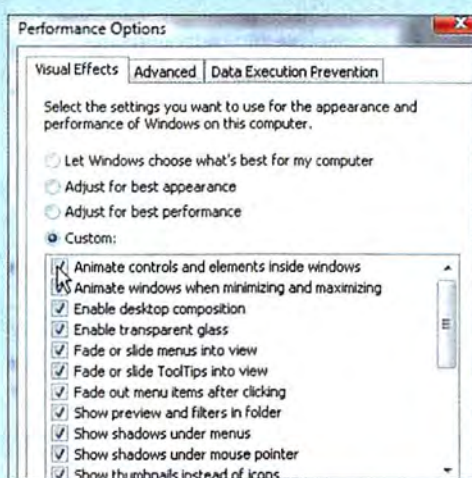 Performance Options
Visual Effects
Advanced
Data Execution Prevention
Select the settings you want to use for the appearance and
performance of Windows on this computer.
Let Windows choose what's best for my computer
Adjust for best appearance
Adjust for best performance
Custom:
Animate controls and elements inside windows
Animate windows when minimizing and maximizing
Enable desktop composition
Enable transparent glass
Fade or slide menus into view
Fade or slide ToolTips into view
Fade out menu items after clicking
Show preview and filters in folder
Show shadows under menus
Show shadows under mouse pointer
Show thumbnails instead of icons